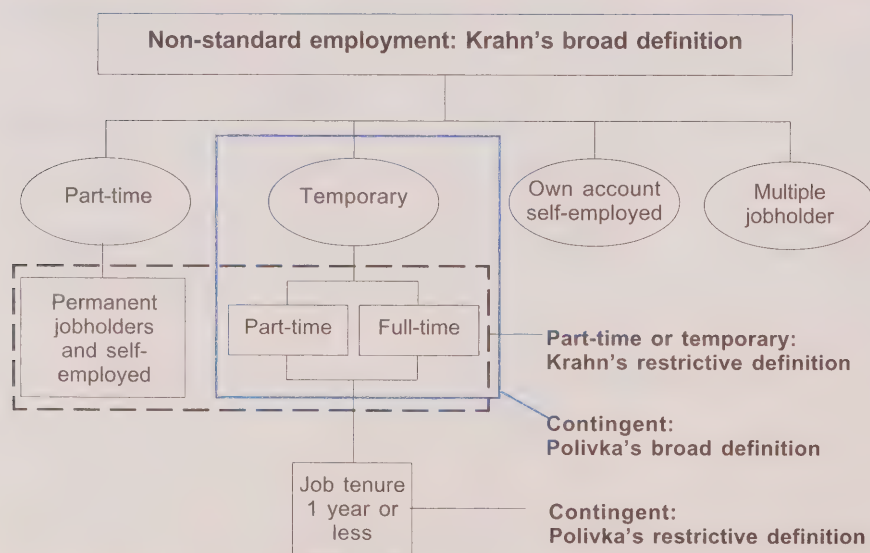 Non-standard employment: Krahn's broad definition
Part-time
Temporary
Own account
self-employed
Multiple
jobholder
Permanent
jobholders
and self-
employed
Part-time
Full-time
Part-time or temporary:
Krahn's restrictive definition
Contingent:
Polivka's broad definition
Job tenure
1 year or
less
Contingent:
Polivka's restrictive definition